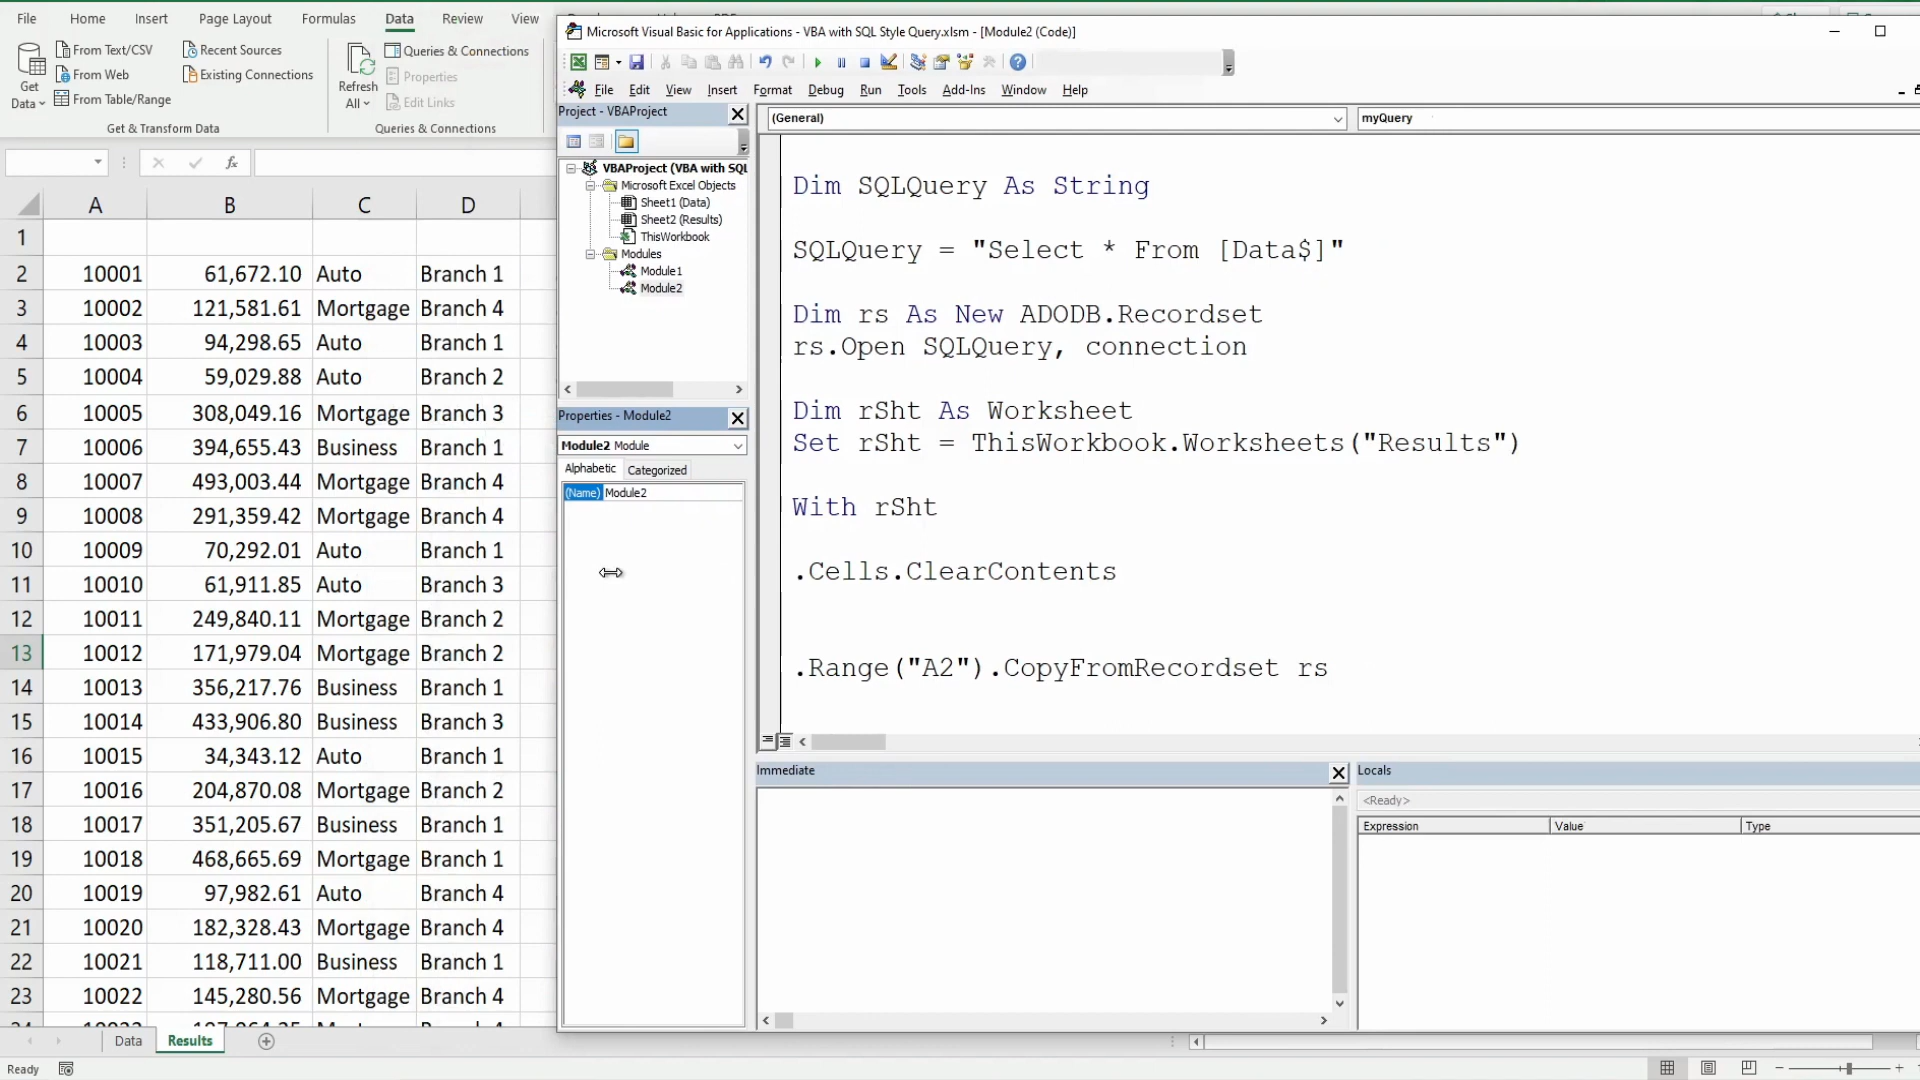 File Home Insert Page Layout Formulas Data Review View
Microsoft Visual Basic for Applications - VBA with SQL Style Query.xlsm - [Module2 (Code)]
From Text/CSV Recent Sources Queries & Connections
From Web Existing Connections Properties
From Table/Range Edit Links
Get Data
Refresh All
Get & Transform Data Queries & Connections
File Edit View Insert Format Debug Run Tools Add-Ins Window Help
Project - VBAProject
(General) myQuery
VBAProject (VBA with SQL
Microsoft Excel Objects
Sheet1 (Data)
Sheet2 (Results)
ThisWorkbook
Modules
Module1
Module2
Properties - Module2
Module2 Module
Alphabetic Categorized
(Name) Module2
Dim SQLQuery As String
SQLQuery = "Select * From [Data$]"
Dim rs As New ADODB.Recordset
rs.Open SQLQuery, connection
Dim rSht As Worksheet
Set rSht = ThisWorkbook.Worksheets("Results")
With rSht
.Cells.ClearContents
.Range("A2").CopyFromRecordset rs
Immediate
Locals
<Ready>
Expression Value Type
A B C D
1
2 10001 61,672.10 Auto Branch 1
3 10002 121,581.61 Mortgage Branch 4
4 10003 94,298.65 Auto Branch 1
5 10004 59,029.88 Auto Branch 2
6 10005 308,049.16 Mortgage Branch 3
7 10006 394,655.43 Business Branch 1
8 10007 493,003.44 Mortgage Branch 4
9 10008 291,359.42 Mortgage Branch 4
10 10009 70,292.01 Auto Branch 1
11 10010 61,911.85 Auto Branch 3
12 10011 249,840.11 Mortgage Branch 2
13 10012 171,979.04 Mortgage Branch 2
14 10013 356,217.76 Business Branch 1
15 10014 433,906.80 Business Branch 3
16 10015 34,343.12 Auto Branch 1
17 10016 204,870.08 Mortgage Branch 2
18 10017 351,205.67 Business Branch 1
19 10018 468,665.69 Mortgage Branch 1
20 10019 97,982.61 Auto Branch 4
21 10020 182,328.43 Mortgage Branch 4
22 10021 118,711.00 Business Branch 1
23 10022 145,280.56 Mortgage Branch 4
Data Results
Ready